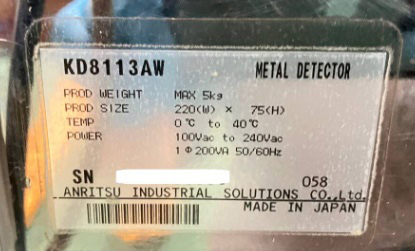 KD8113AW METAL DETECTOR
PROD WEIGHT MAX 5kg
PROD SIZE 220(W) × 75(H)
TEMP 0℃ to 40℃
POWER 100Vac to 240Vac
1Φ200VA 50/60Hz
SN 058
ANRITSU INDUSTRIAL SOLUTIONS CO.,Ltd.
MADE IN JAPAN